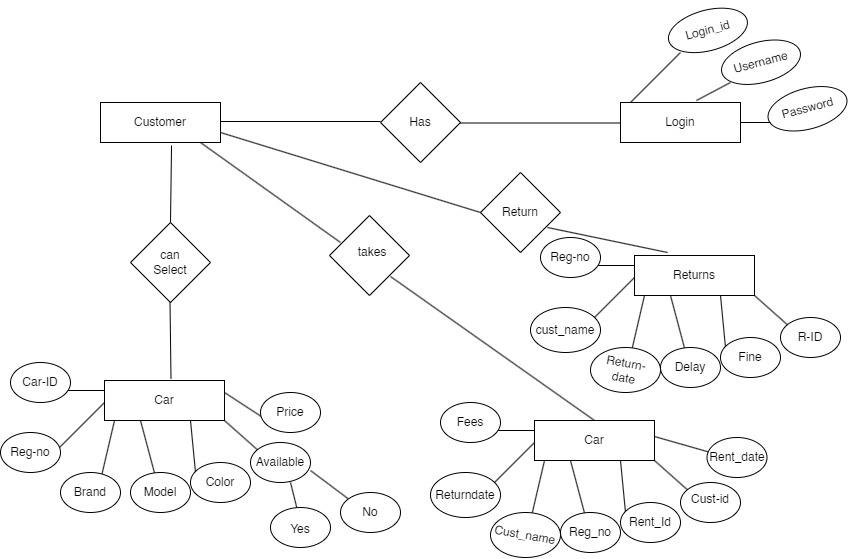 Login_id
Username
Password
Customer
Has
Login
Return
can
Select
takes
Reg-no
Returns
cust_name
Return-
date
Delay
Fine
R-ID
Car-ID
Car
Price
Reg-no
Brand
Model
Color
Available
Yes
No
Fees
Car
Rent_date
Returndate
Cust-id
Cust_name
Reg_no
Rent_Id